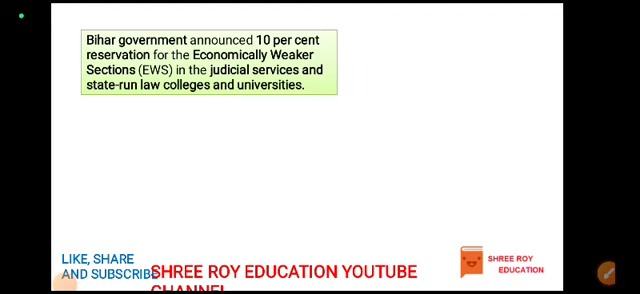 Bihar government announced 10 per cent
reservation for the Economically Weaker
Sections (EWS) in the judicial services and
state-run law colleges and universities.
LIKE, SHARE
AND SUBSCRIBE
SHREE ROY EDUCATION YOUTUBE
CHANNEL
SHREE ROY
EDUCATION